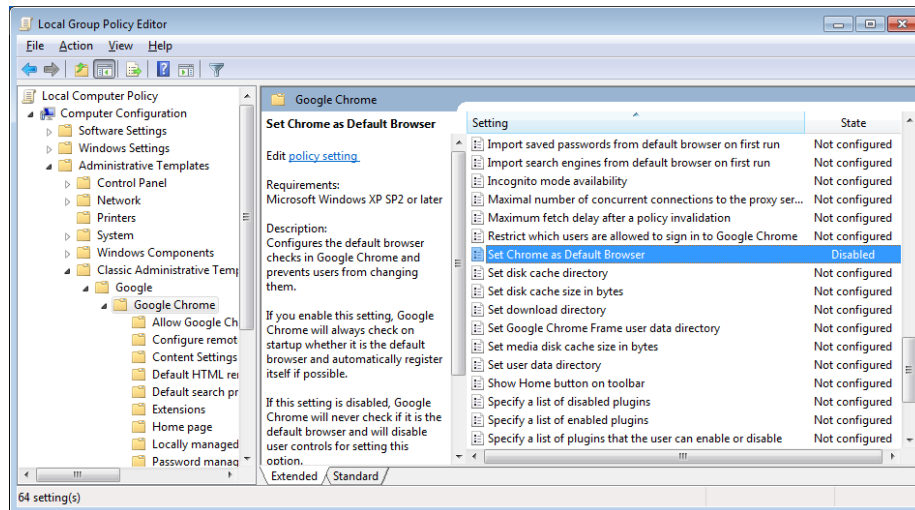 Local Group Policy Editor
File Action View Help
Local Computer Policy
Computer Configuration
Software Settings
Windows Settings
Administrative Templates
Control Panel
Network
Printers
System
Windows Components
Classic Administrative Temp
Google
Google Chrome
Allow Google Ch
Configure remot
Content Settings
Default HTML rei
Default search pr
Extensions
Home page
Locally managed
Password manag
Google Chrome
Set Chrome as Default Browser
Edit policy setting
Requirements:
Microsoft Windows XP SP2 or later
Description:
Configures the default browser
checks in Google Chrome and
prevents users from changing
them.
If you enable this setting, Google
Chrome will always check on
startup whether it is the default
browser and automatically register
itself if possible.
If this setting is disabled, Google
Chrome will never check if it is the
default browser and will disable
user controls for setting this
option.
Setting State
Import saved passwords from default browser on first run Not configured
Import search engines from default browser on first run Not configured
Incognito mode availability Not configured
Maximal number of concurrent connections to the proxy ser... Not configured
Maximum fetch delay after a policy invalidation Not configured
Restrict which users are allowed to sign in to Google Chrome Not configured
Set Chrome as Default Browser Disabled
Set disk cache directory Not configured
Set disk cache size in bytes Not configured
Set download directory Not configured
Set Google Chrome Frame user data directory Not configured
Set media disk cache size in bytes Not configured
Set user data directory Not configured
Show Home button on toolbar Not configured
Specify a list of disabled plugins Not configured
Specify a list of enabled plugins Not configured
Specify a list of plugins that the user can enable or disable Not configured
Extended Standard
64 setting(s)